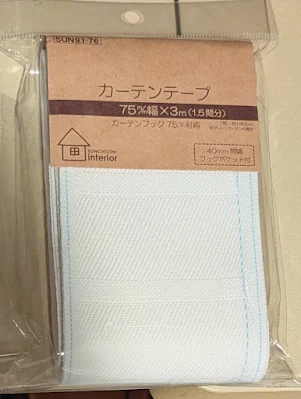 SUN91-76
カーテンテープ
75㎜幅×3m(1.5間分)
カーテンフック75㎜対応
SUNCOCCOH
interior
40mm間隔
フックポケット付